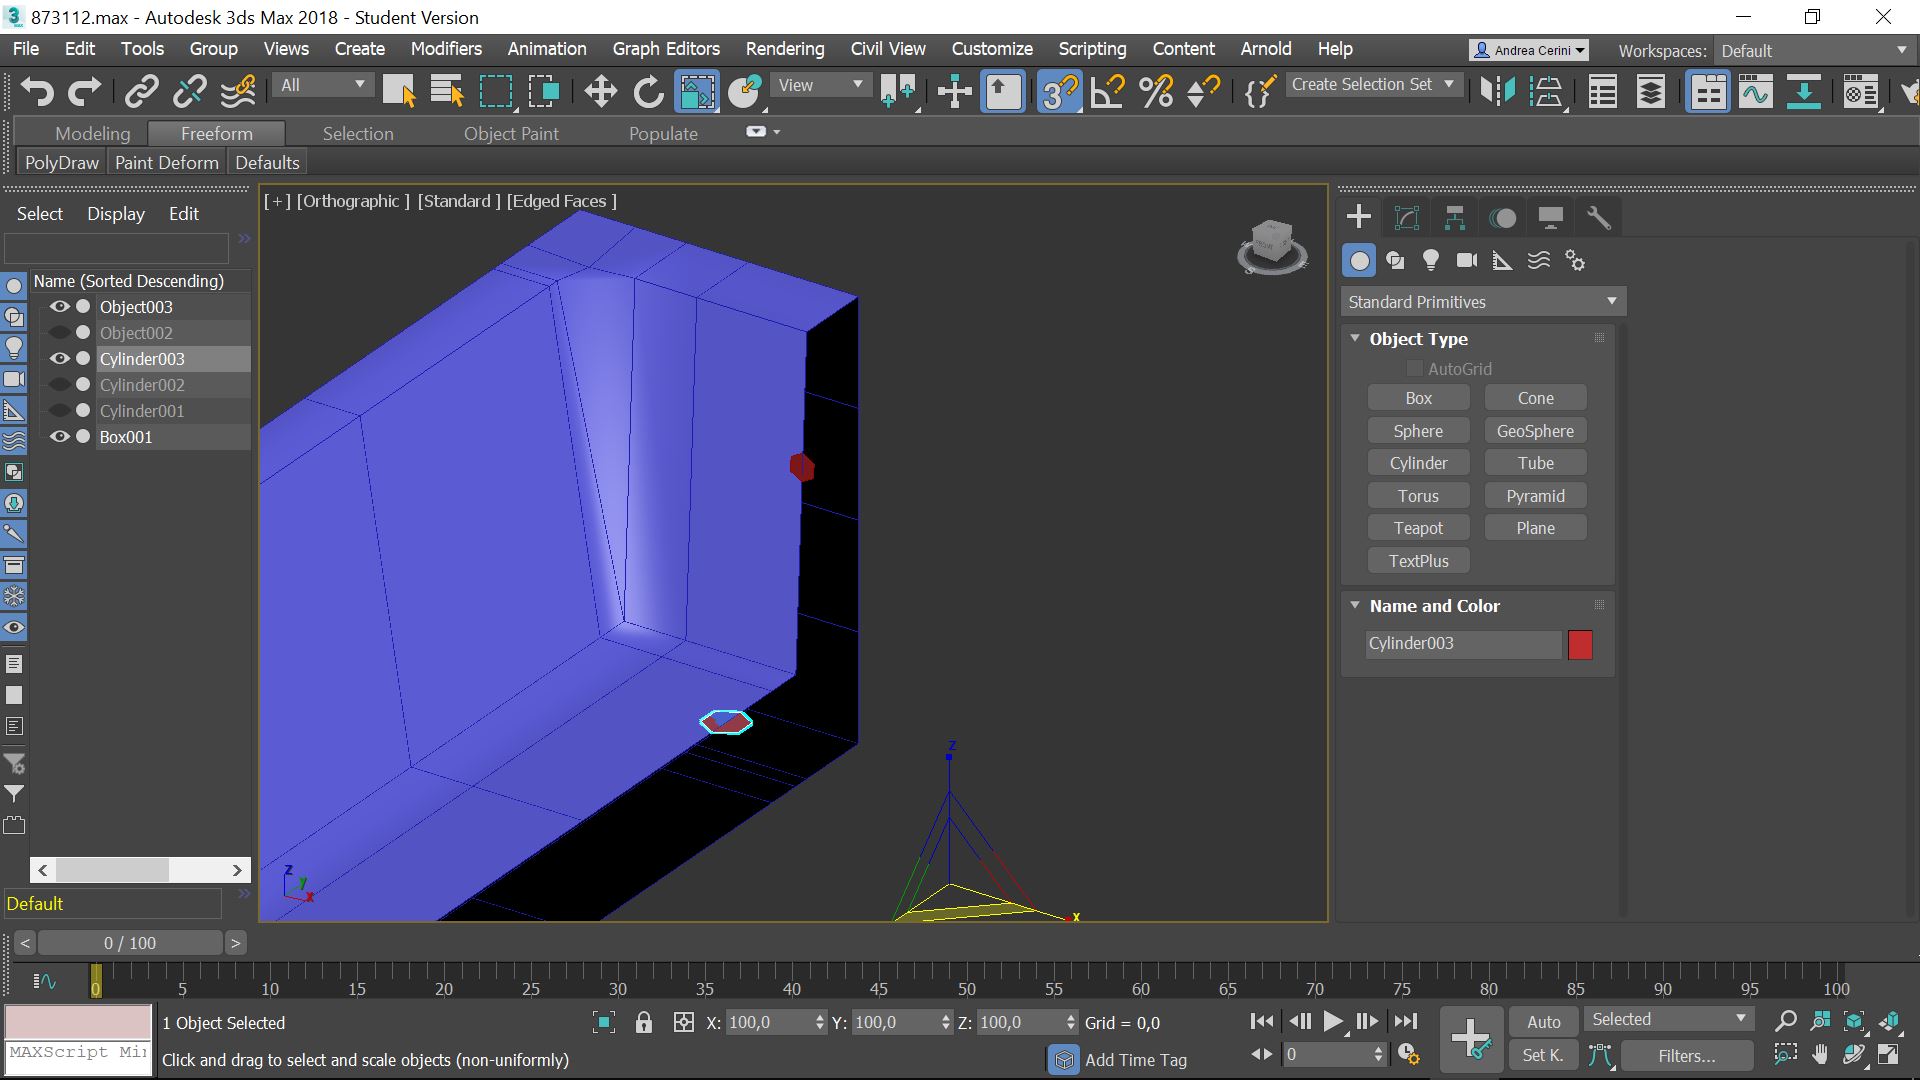 873112.max - Autodesk 3ds Max 2018 - Student Version
File Edit Tools Group Views Create Modifiers Animation Graph Editors Rendering Civil View Customize Scripting Content Arnold Help Andrea Cerini Workspaces: Default
All View 3 Create Selection Set
Modeling Freeform Selection Object Paint Populate
PolyDraw Paint Deform Defaults
Select Display Edit
Name (Sorted Descending)
Object003
Object002
Cylinder003
Cylinder002
Cylinder001
Box001
Default
[+] [Orthographic ] [Standard ] [Edged Faces ]
z
x
z
y
x
Standard Primitives
Object Type
AutoGrid
Box Cone
Sphere GeoSphere
Cylinder Tube
Torus Pyramid
Teapot Plane
TextPlus
Name and Color
Cylinder003
< 0 / 100 >
0 5 10 15 20 25 30 35 40 45 50 55 60 65 70 75 80 85 90 95 100
1 Object Selected X: 100,0 Y: 100,0 Z: 100,0 Grid = 0,0 Auto Selected
MAXScript Mi
Click and drag to select and scale objects (non-uniformly) Add Time Tag 0 Set K. Filters...